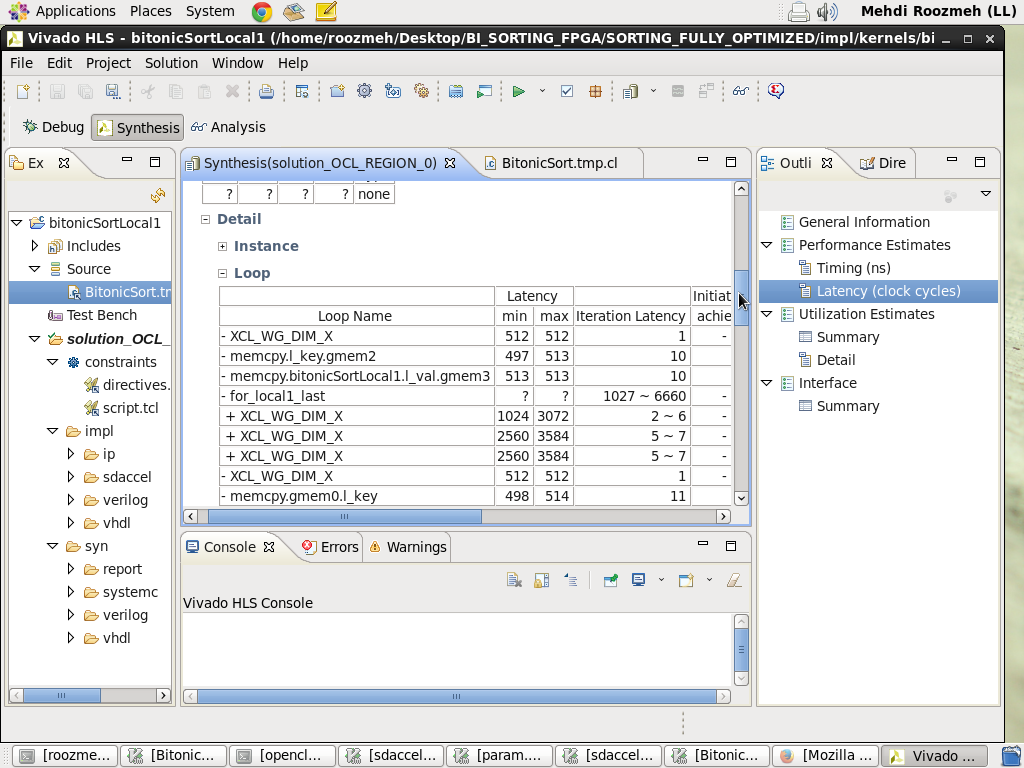 Applications Places System Mehdi Roozmeh (LL)
Vivado HLS - bitonicSortLocal1 (/home/roozmeh/Desktop/BI_SORTING_FPGA/SORTING_FULLY_OPTIMIZED/impl/kernels/bi
File Edit Project Solution Window Help
Debug Synthesis Analysis
Ex
bitonicSortLocal1
Includes
Source
BitonicSort.tr
Test Bench
solution_OCL_
constraints
directives.
script.tcl
impl
ip
sdaccel
verilog
vhdl
syn
report
systemc
verilog
vhdl
Synthesis(solution_OCL_REGION_0) BitonicSort.tmp.cl
? ? ? ? none
Detail
Instance
Loop
Latency Initiat
Loop Name min max Iteration Latency achie
- XCL_WG_DIM_X 512 512 1 -
- memcpy.l_key.gmem2 497 513 10
- memcpy.bitonicSortLocal1.l_val.gmem3 513 513 10
- for_local1_last ? ? 1027 ~ 6660 -
+ XCL_WG_DIM_X 1024 3072 2 ~ 6 -
+ XCL_WG_DIM_X 2560 3584 5 ~ 7 -
+ XCL_WG_DIM_X 2560 3584 5 ~ 7 -
- XCL_WG_DIM_X 512 512 1 -
- memcpy.gmem0.l_key 498 514 11
Console Errors Warnings
Vivado HLS Console
Outli Dire
General Information
Performance Estimates
Timing (ns)
Latency (clock cycles)
Utilization Estimates
Summary
Detail
Interface
Summary
[roozme... [Bitonic... [opencl... [sdaccel... [param.... [sdaccel... [Bitonic... [Mozilla ... Vivado ...